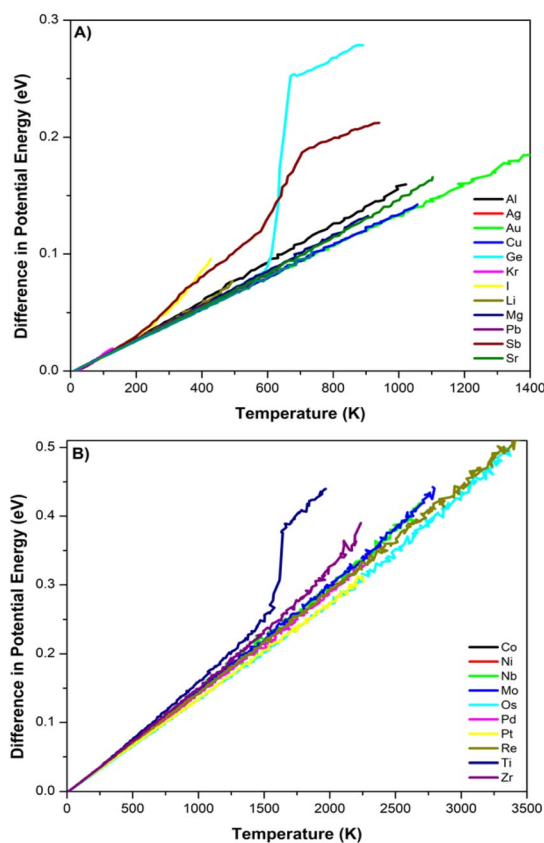 A)
Difference in Potential Energy (eV)
0.3
0.2
0.1
0.0
0 200 400 600 800 1000 1200 1400
Temperature (K)
Al
Ag
Au
Cu
Ge
Kr
I
Li
Mg
Pb
Sb
Sr
B)
Difference in Potential Energy (eV)
0.5
0.4
0.3
0.2
0.1
0.0
0 500 1000 1500 2000 2500 3000 3500
Temperature (K)
Co
Ni
Nb
Mo
Os
Pd
Pt
Re
Ti
Zr